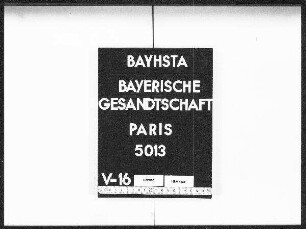 BAYHSTA
BAYERISCHE
GESANDTSCHAFT
PARIS
5013
V-16